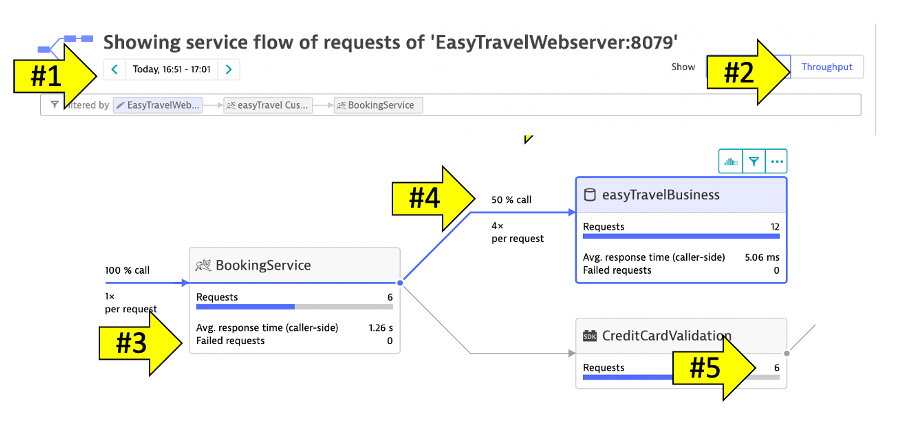 Showing service flow of requests of 'EasyTravelWebserver:8079'
#1
Today, 16:51 - 17:01
Show
#2
Throughput
filtered by
EasyTravelWeb...
easyTravel Cus...
BookingService
#4
50 % call
4×
per request
easyTravelBusiness
Requests 12
Avg. response time (caller-side) 5.06 ms
Failed requests 0
100 % call
1×
per request
BookingService
Requests 6
Avg. response time (caller-side) 1.26 s
Failed requests 0
#3
SDK CreditCardValidation
Requests 6
#5